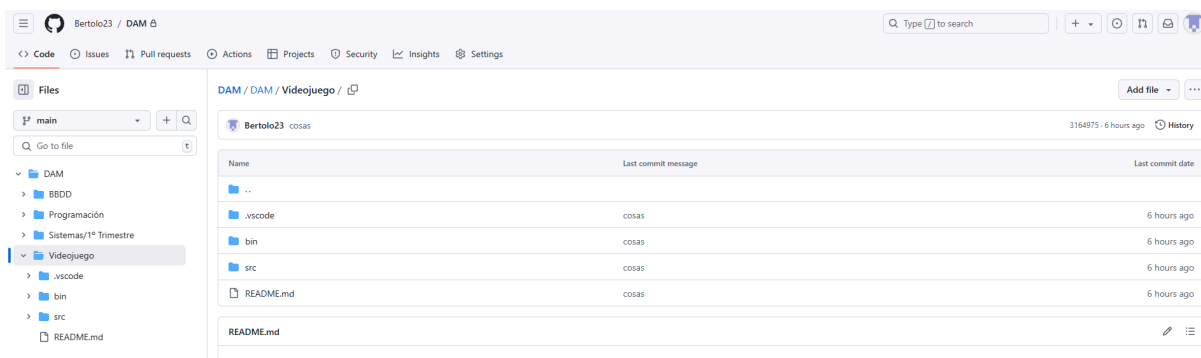 Bertolo23 / DAM
Type / to search
Code Issues Pull requests Actions Projects Security Insights Settings
Files
main
Go to file t
DAM
BBDD
Programación
Sistemas/1º Trimestre
Videojuego
.vscode
bin
src
README.md
DAM / DAM / Videojuego /
Add file
Bertolo23 cosas 3164975 · 6 hours ago History
Name Last commit message Last commit date
..
.vscode cosas 6 hours ago
bin cosas 6 hours ago
src cosas 6 hours ago
README.md cosas 6 hours ago
README.md